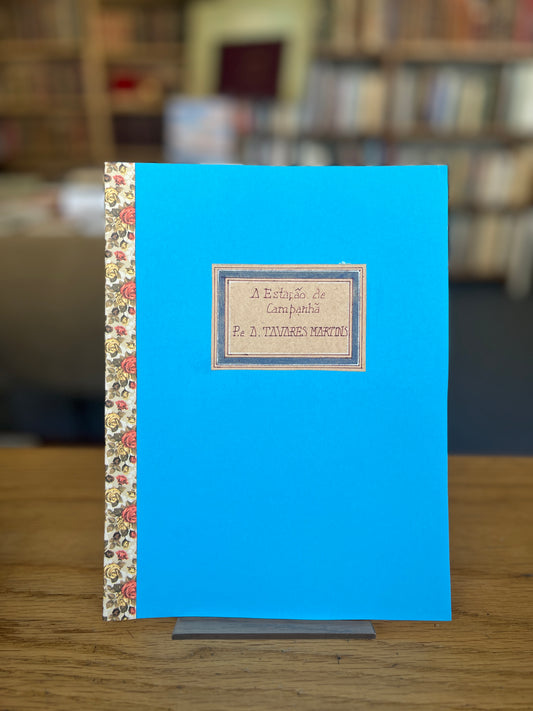 A Estação de
Campanhã
P.e A. TAVARES MARTINS